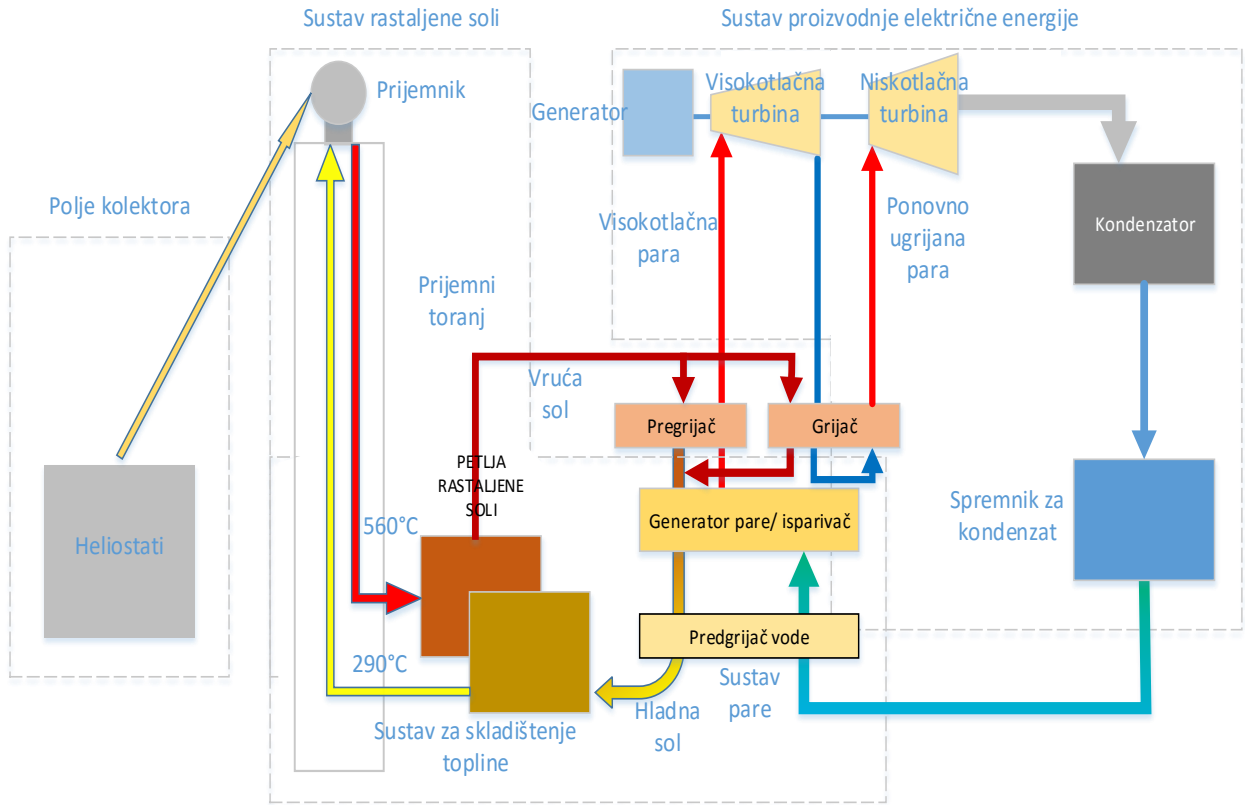 Sustav rastaljene soli
Sustav proizvodnje električne energije
Prijemnik
Generator
Visokotlačna
turbina
Niskotlačna
turbina
Polje kolektora
Visokotlačna
para
Ponovno
ugrijana
para
Kondenzator
Prijemni
toranj
Vruća
sol
Pregrijač
Grijač
PETLJA
RASTALJENE
SOLI
Heliostati
560°C
Generator pare/ isparivač
Spremnik za
kondenzat
Predgrijač vode
290°C
Sustav
pare
Hladna
sol
Sustav za skladištenje
topline